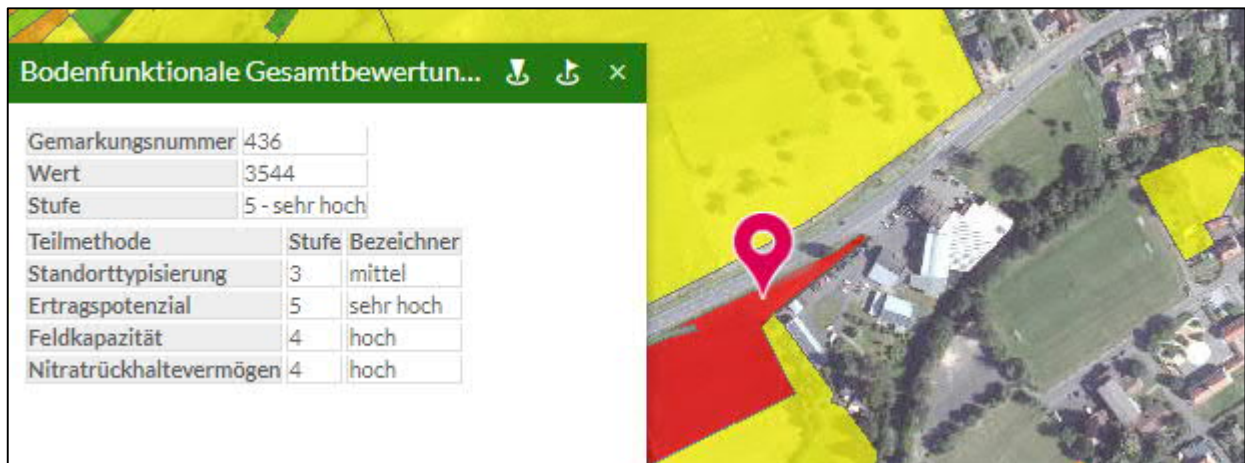 Bodenfunktionale Gesamtbewertun... ×
Gemarkungsnummer 436
Wert 3544
Stufe 5 - sehr hoch
Teilmethode Stufe Bezeichner
Standorttypisierung 3 mittel
Ertragspotenzial 5 sehr hoch
Feldkapazität 4 hoch
Nitratrückhaltevermögen 4 hoch